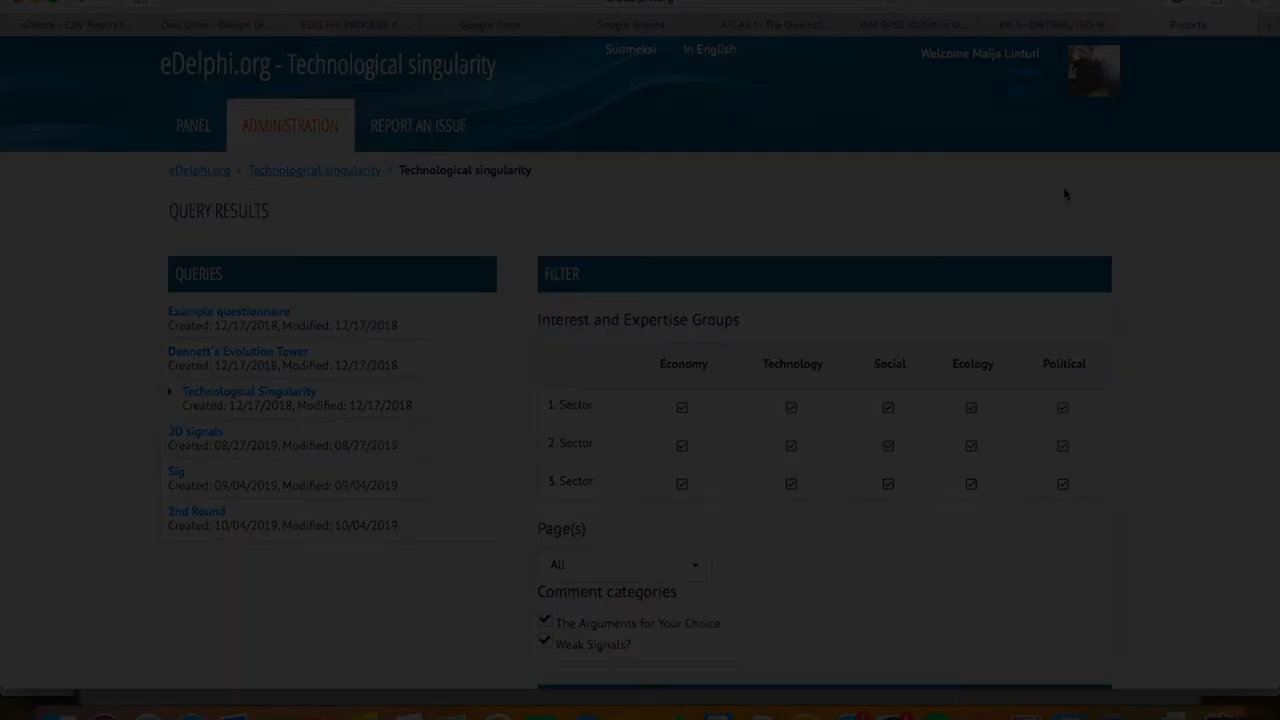 Google Docs
Google Sheets
Reports
Suomeksi
In English
Welcome Maija Linturi
eDelphi.org - Technological singularity
PANEL
ADMINISTRATION
REPORT AN ISSUE
eDelphi.org
Technological singularity
Technological singularity
QUERY RESULTS
QUERIES
Example questionnaire
Created: 12/17/2018, Modified: 12/17/2018
Dennett's Evolution Tower
Created: 12/17/2018, Modified: 12/17/2018
Technological Singularity
Created: 12/17/2018, Modified: 12/17/2018
20 signals
Created: 08/27/2019, Modified: 08/27/2019
Sig
Created: 09/04/2019, Modified: 09/04/2019
2nd Round
Created: 10/04/2019, Modified: 10/04/2019
FILTER
Interest and Expertise Groups
Economy Technology Social Ecology Political
1. Sector
2. Sector
3. Sector
Page(s)
All
Comment categories
The Arguments for Your Choice
Weak Signals?